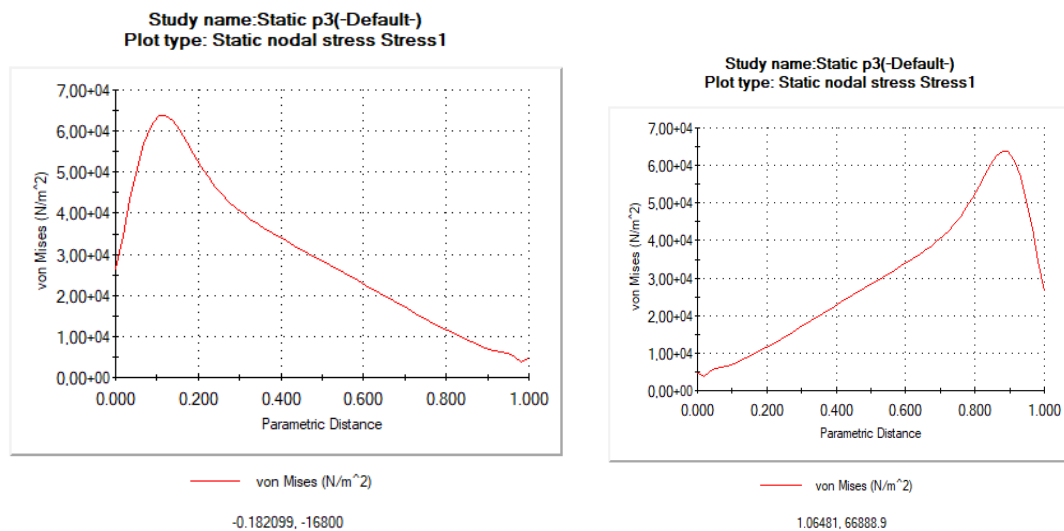 Study name:Static p3(-Default-)
Plot type: Static nodal stress Stress1
7,00+04
6,00+04
5,00+04
4,00+04
3,00+04
2,00+04
1,00+04
0,00+00
von Mises (N/m^2)
0.000 0.200 0.400 0.600 0.800 1.000
Parametric Distance
von Mises (N/m^2)
-0.182099, -16800
Study name:Static p3(-Default-)
Plot type: Static nodal stress Stress1
7,00+04
6,00+04
5,00+04
4,00+04
3,00+04
2,00+04
1,00+04
0,00+00
von Mises (N/m^2)
0.000 0.200 0.400 0.600 0.800 1.000
Parametric Distance
von Mises (N/m^2)
1.06481, 66888.9